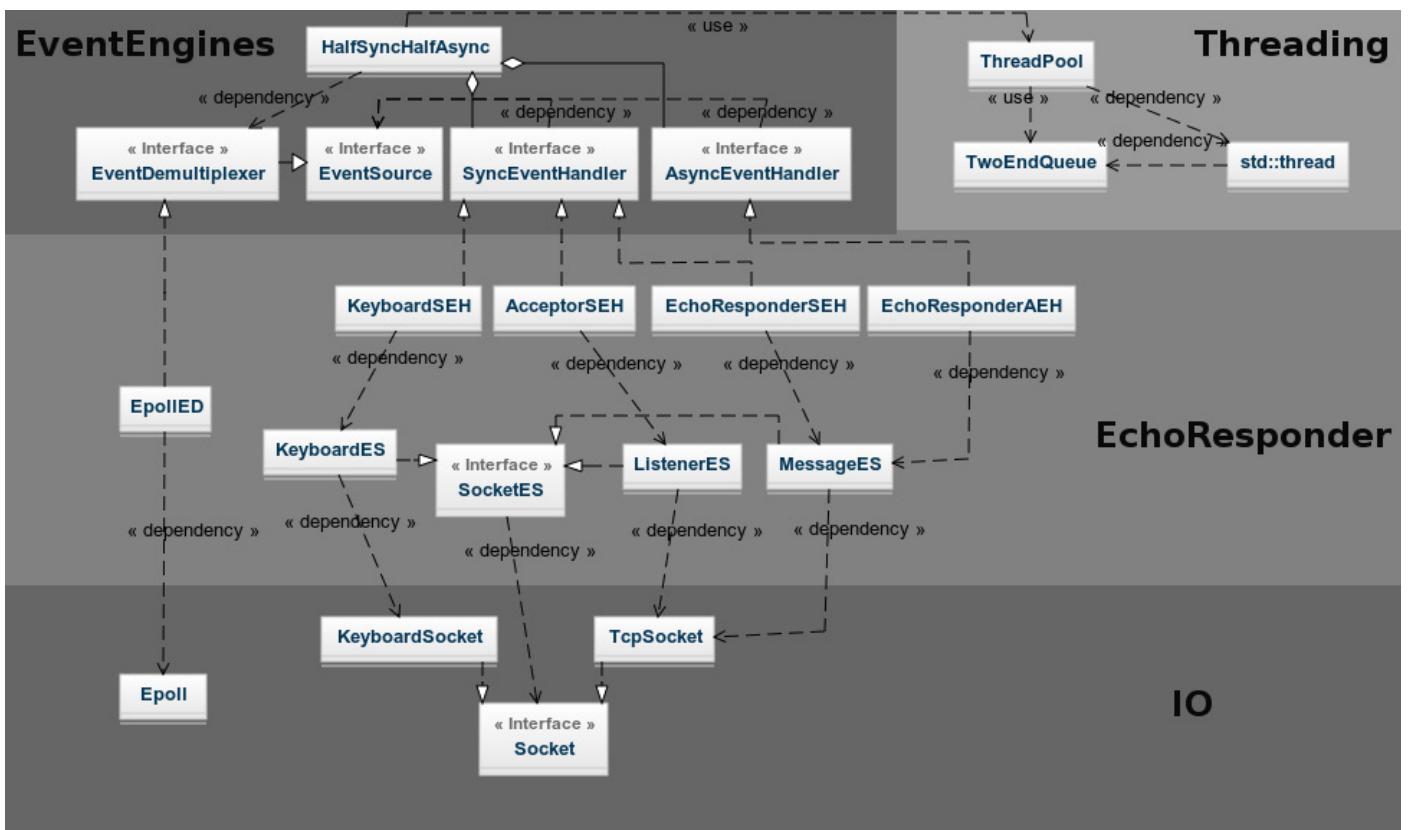 « use »
EventEngines
HalfSyncHalfAsync
Threading
ThreadPool
« dependency »
« use »
« dependency »
« dependency »
« dependency »
« dependency »
« Interface »
EventDemultiplexer
« Interface »
EventSource
« Interface »
SyncEventHandler
« Interface »
AsyncEventHandler
TwoEndQueue
std::thread
KeyboardSEH
AcceptorSEH
EchoResponderSEH
EchoResponderAEH
« dependency »
« dependency »
« dependency »
« dependency »
EpollED
EchoResponder
KeyboardES
« Interface »
SocketES
ListenerES
MessageES
« dependency »
« dependency »
« dependency »
« dependency »
« dependency »
KeyboardSocket
TcpSocket
Epoll
IO
« Interface »
Socket